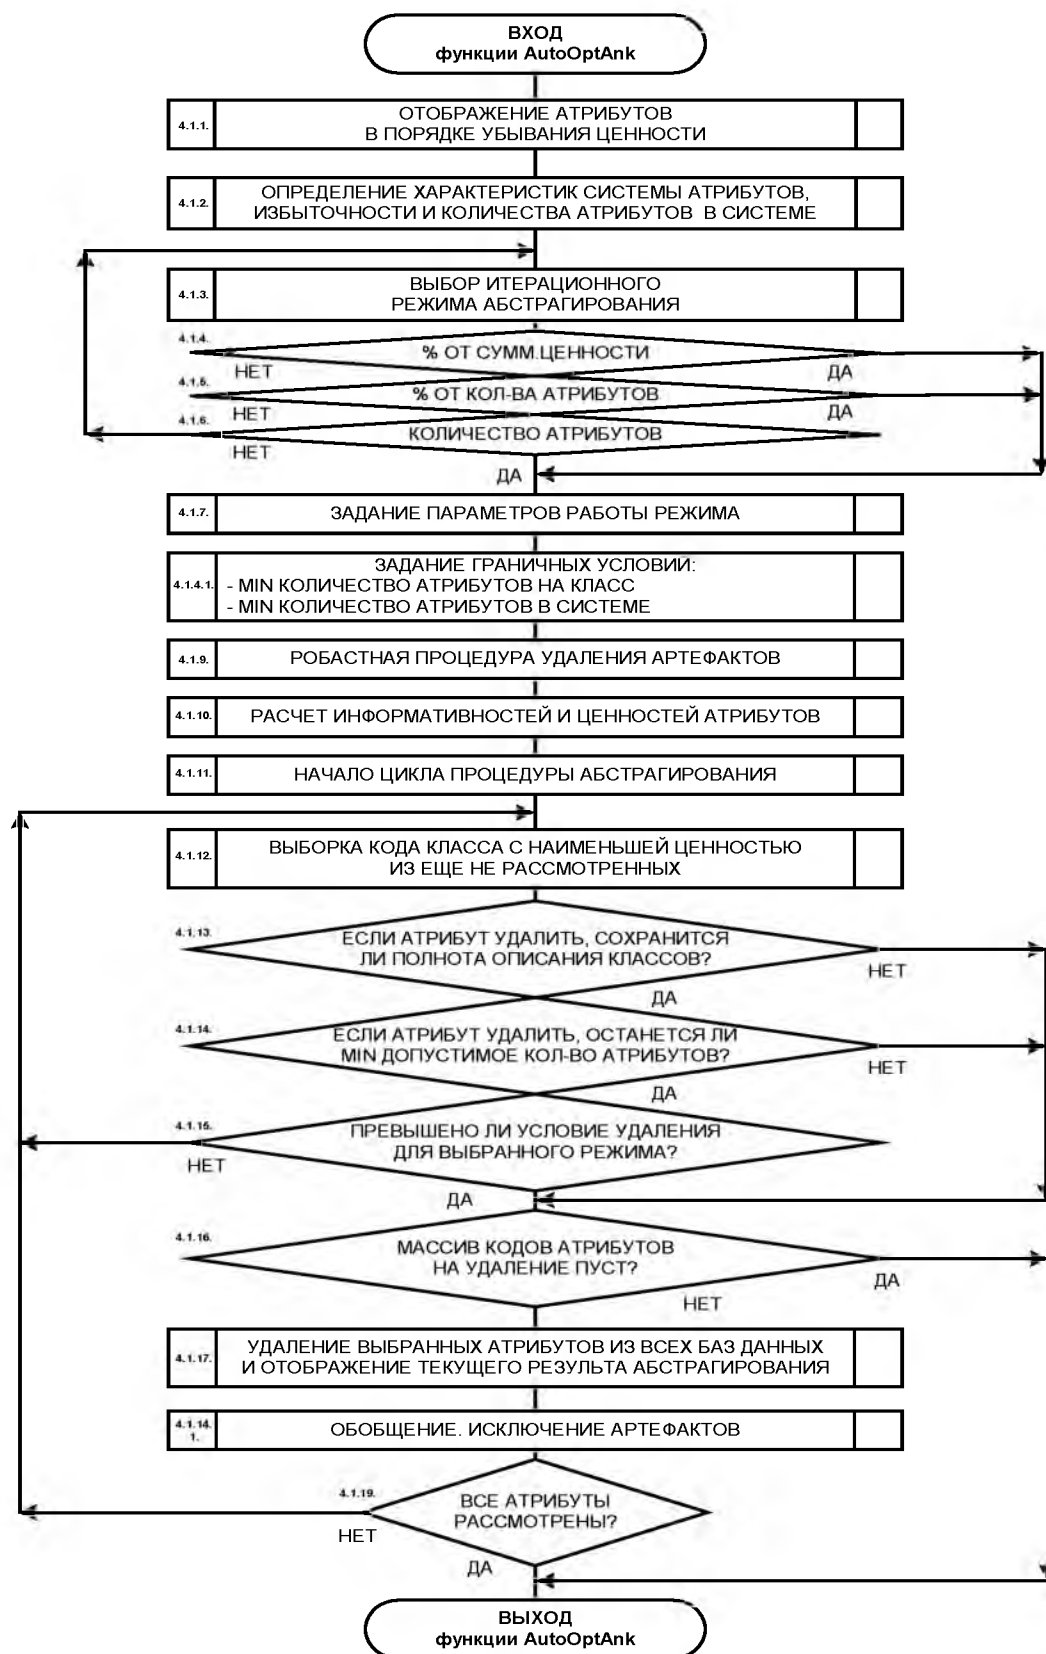 ВХОД
функции AutoOptAnk
4.1.1.
ОТОБРАЖЕНИЕ АТРИБУТОВ
В ПОРЯДКЕ УБЫВАНИЯ ЦЕННОСТИ
4.1.2.
ОПРЕДЕЛЕНИЕ ХАРАКТЕРИСТИК СИСТЕМЫ АТРИБУТОВ,
ИЗБЫТОЧНОСТИ И КОЛИЧЕСТВА АТРИБУТОВ В СИСТЕМЕ
4.1.3.
ВЫБОР ИТЕРАЦИОННОГО
РЕЖИМА АБСТРАГИРОВАНИЯ
4.1.4.
% ОТ СУММ.ЦЕННОСТИ
НЕТ
ДА
4.1.5.
% ОТ КОЛ-ВА АТРИБУТОВ
НЕТ
ДА
4.1.6.
КОЛИЧЕСТВО АТРИБУТОВ
НЕТ
ДА
4.1.7.
ЗАДАНИЕ ПАРАМЕТРОВ РАБОТЫ РЕЖИМА
4.1.4.1.
ЗАДАНИЕ ГРАНИЧНЫХ УСЛОВИЙ:
- MIN КОЛИЧЕСТВО АТРИБУТОВ НА КЛАСС
- MIN КОЛИЧЕСТВО АТРИБУТОВ В СИСТЕМЕ
4.1.9.
РОБАСТНАЯ ПРОЦЕДУРА УДАЛЕНИЯ АРТЕФАКТОВ
4.1.10.
РАСЧЕТ ИНФОРМАТИВНОСТЕЙ И ЦЕННОСТЕЙ АТРИБУТОВ
4.1.11.
НАЧАЛО ЦИКЛА ПРОЦЕДУРЫ АБСТРАГИРОВАНИЯ
4.1.12.
ВЫБОРКА КОДА КЛАССА С НАИМЕНЬШЕЙ ЦЕННОСТЬЮ
ИЗ ЕЩЕ НЕ РАССМОТРЕННЫХ
4.1.13.
ЕСЛИ АТРИБУТ УДАЛИТЬ, СОХРАНИТСЯ
ЛИ ПОЛНОТА ОПИСАНИЯ КЛАССОВ?
НЕТ
ДА
4.1.14.
ЕСЛИ АТРИБУТ УДАЛИТЬ, ОСТАНЕТСЯ ЛИ
MIN ДОПУСТИМОЕ КОЛ-ВО АТРИБУТОВ?
НЕТ
ДА
4.1.15.
ПРЕВЫШЕНО ЛИ УСЛОВИЕ УДАЛЕНИЯ
ДЛЯ ВЫБРАННОГО РЕЖИМА?
НЕТ
ДА
4.1.16.
МАССИВ КОДОВ АТРИБУТОВ
НА УДАЛЕНИЕ ПУСТ?
ДА
НЕТ
4.1.17.
УДАЛЕНИЕ ВЫБРАННЫХ АТРИБУТОВ ИЗ ВСЕХ БАЗ ДАННЫХ
И ОТОБРАЖЕНИЕ ТЕКУЩЕГО РЕЗУЛЬТА АБСТРАГИРОВАНИЯ
4.1.14.
1.
ОБОБЩЕНИЕ. ИСКЛЮЧЕНИЕ АРТЕФАКТОВ
4.1.19.
ВСЕ АТРИБУТЫ
РАССМОТРЕНЫ?
НЕТ
ДА
ВЫХОД
функции AutoOptAnk